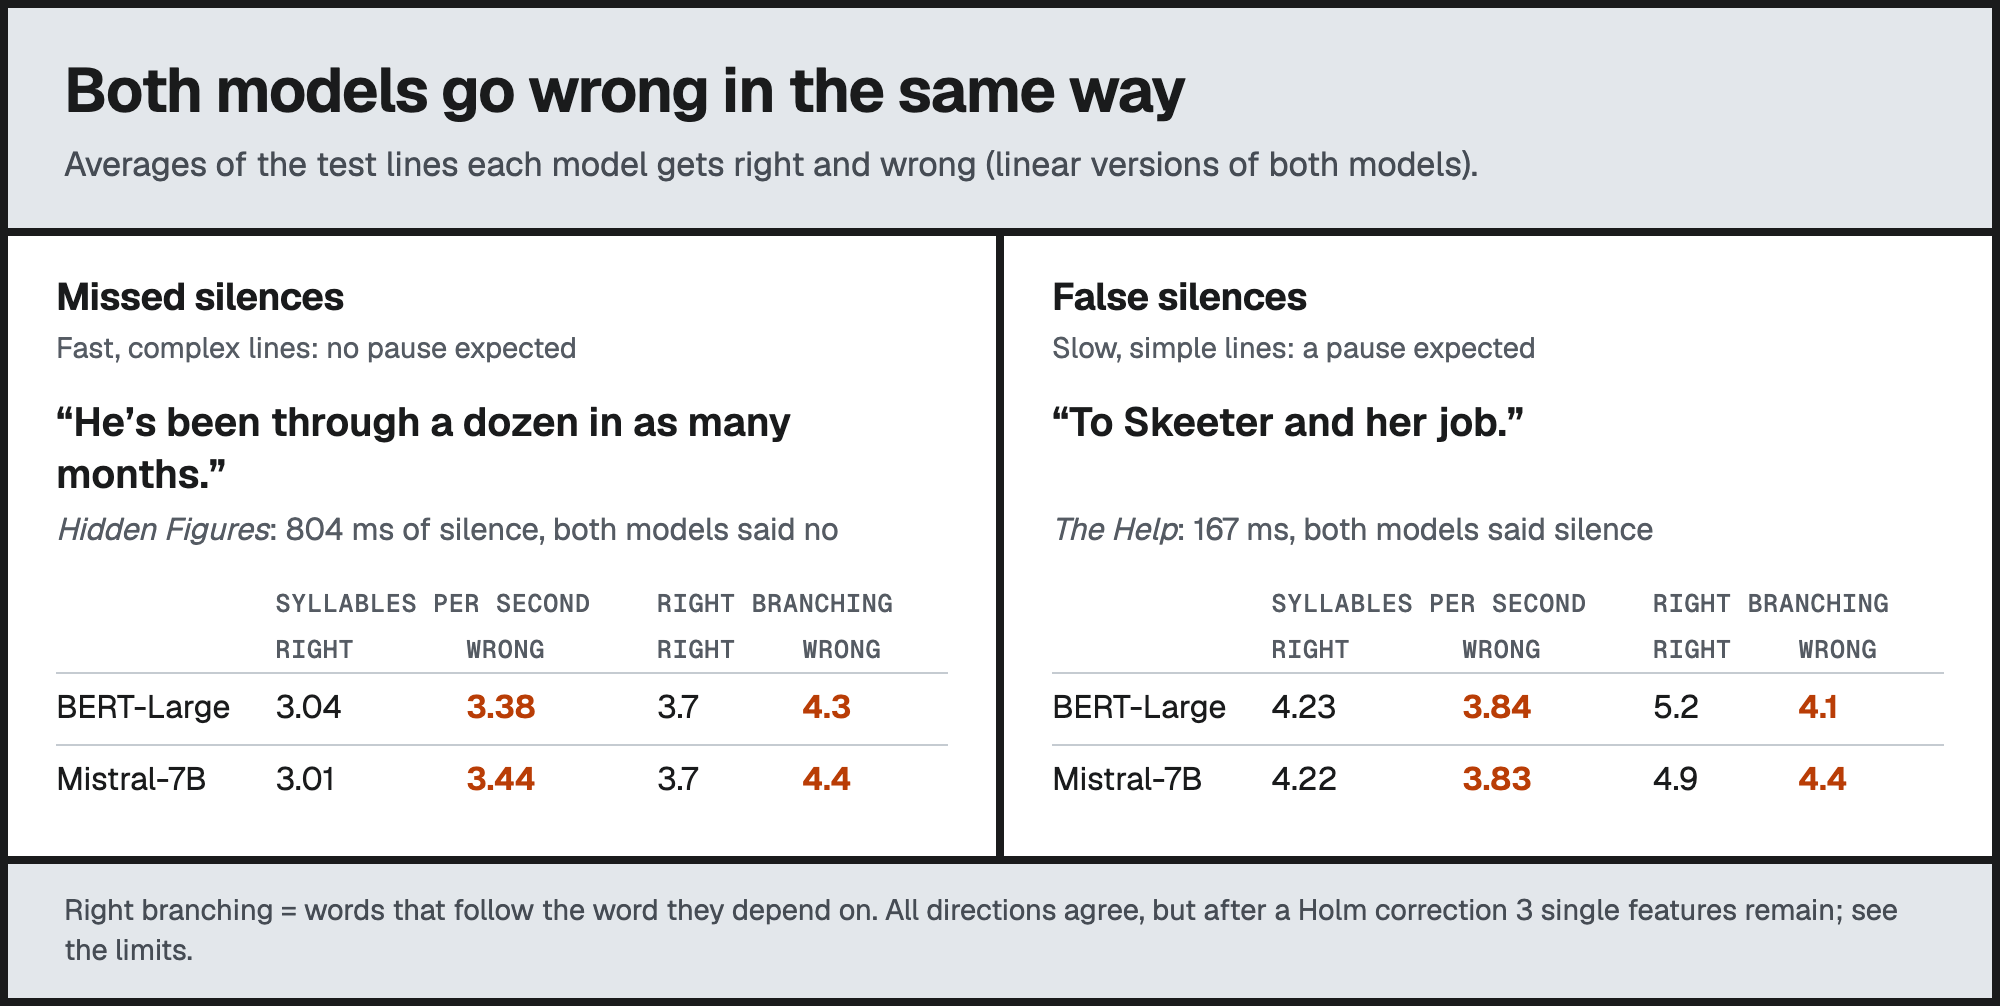 Both models go wrong in the same way
Averages of the test lines each model gets right and wrong (linear versions of both models).
Missed silences
Fast, complex lines: no pause expected
“He’s been through a dozen in as many
months.”
Hidden Figures: 804 ms of silence, both models said no
SYLLABLES PER SECOND RIGHT BRANCHING
RIGHT WRONG RIGHT WRONG
BERT-Large 3.04 3.38 3.7 4.3
Mistral-7B 3.01 3.44 3.7 4.4
False silences
Slow, simple lines: a pause expected
“To Skeeter and her job.”
The Help: 167 ms, both models said silence
SYLLABLES PER SECOND RIGHT BRANCHING
RIGHT WRONG RIGHT WRONG
BERT-Large 4.23 3.84 5.2 4.1
Mistral-7B 4.22 3.83 4.9 4.4
Right branching = words that follow the word they depend on. All directions agree, but after a Holm correction 3 single features remain; see
the limits.